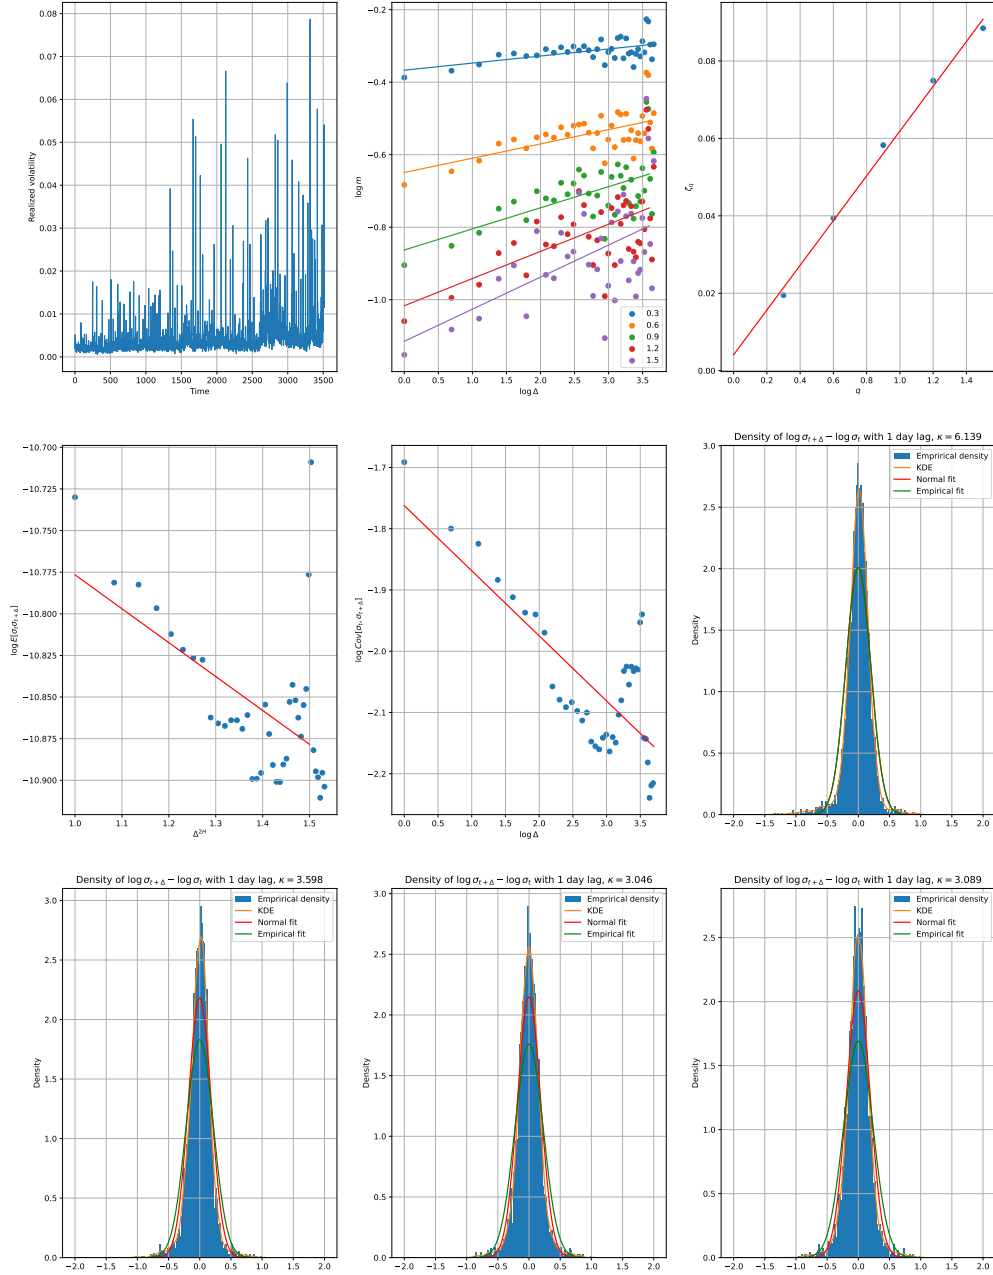 0.08
0.07
0.06
0.05
0.04
0.03
0.02
0.01
0.00
Realized volatility
0 500 1000 1500 2000 2500 3000 3500
Time
−0.4
−0.6
−0.8
−1.0
log m
0.3
0.6
0.9
1.2
1.5
0.0 0.5 1.0 1.5 2.0 2.5 3.0 3.5
log Δ
0.08
0.06
0.04
0.02
0.00
ζq
0.0 0.2 0.4 0.6 0.8 1.0 1.2 1.4
q
−10.700
−10.725
−10.750
−10.775
−10.800
−10.825
−10.850
−10.875
−10.900
log E[σtσt+Δ]
1.0 1.1 1.2 1.3 1.4 1.5
Δ²ᴴ
−1.7
−1.8
−1.9
−2.0
−2.1
−2.2
log Cov[σt, σt+Δ]
0.0 0.5 1.0 1.5 2.0 2.5 3.0 3.5
log Δ
Density of log σt+Δ − log σt with 1 day lag, κ = 6.139
3.0
2.5
2.0
1.5
1.0
0.5
0.0
Density
Emprirical density
KDE
Normal fit
Empirical fit
−2.0 −1.5 −1.0 −0.5 0.0 0.5 1.0 1.5 2.0
Density of log σt+Δ − log σt with 1 day lag, κ = 3.598
3.0
2.5
2.0
1.5
1.0
0.5
0.0
Density
Emprirical density
KDE
Normal fit
Empirical fit
−2.0 −1.5 −1.0 −0.5 0.0 0.5 1.0 1.5 2.0
Density of log σt+Δ − log σt with 1 day lag, κ = 3.046
3.0
2.5
2.0
1.5
1.0
0.5
0.0
Density
Emprirical density
KDE
Normal fit
Empirical fit
−2.0 −1.5 −1.0 −0.5 0.0 0.5 1.0 1.5 2.0
Density of log σt+Δ − log σt with 1 day lag, κ = 3.089
2.5
2.0
1.5
1.0
0.5
0.0
Density
Emprirical density
KDE
Normal fit
Empirical fit
−2.0 −1.5 −1.0 −0.5 0.0 0.5 1.0 1.5 2.0